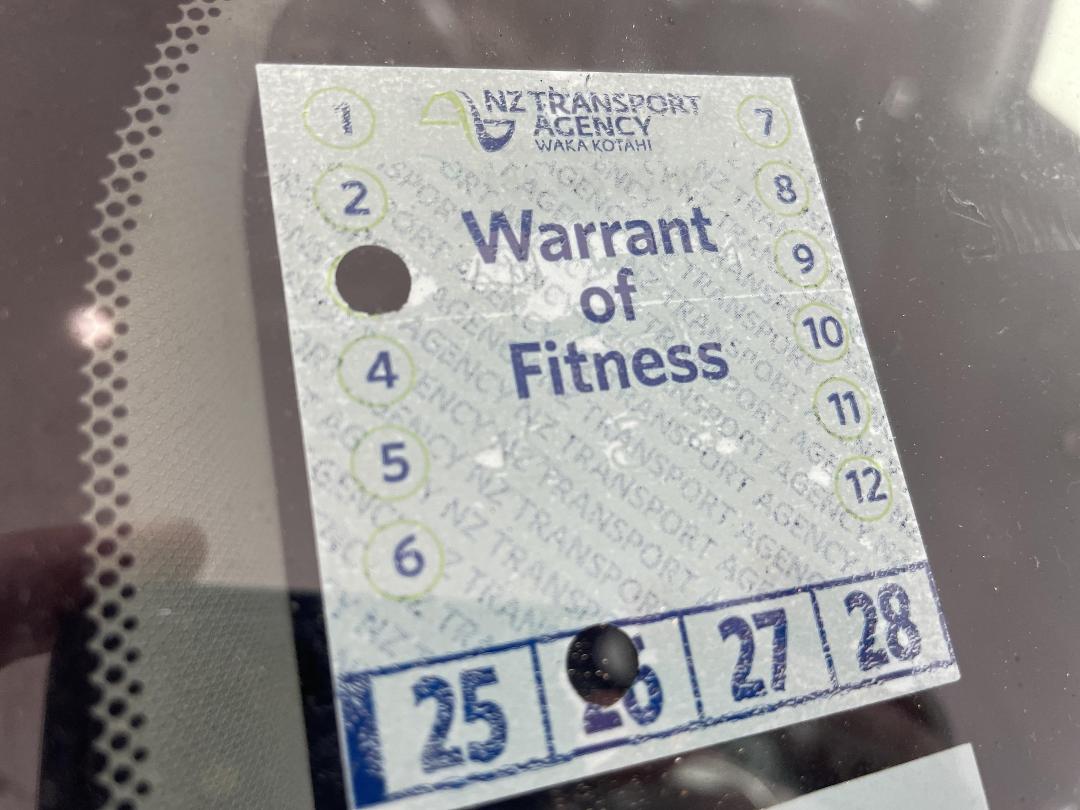 NZ TRANSPORT
AGENCY
WAKA KOTAHI
Warrant
of
Fitness
1
2
4
5
6
7
8
9
10
11
12
25
26
27
28